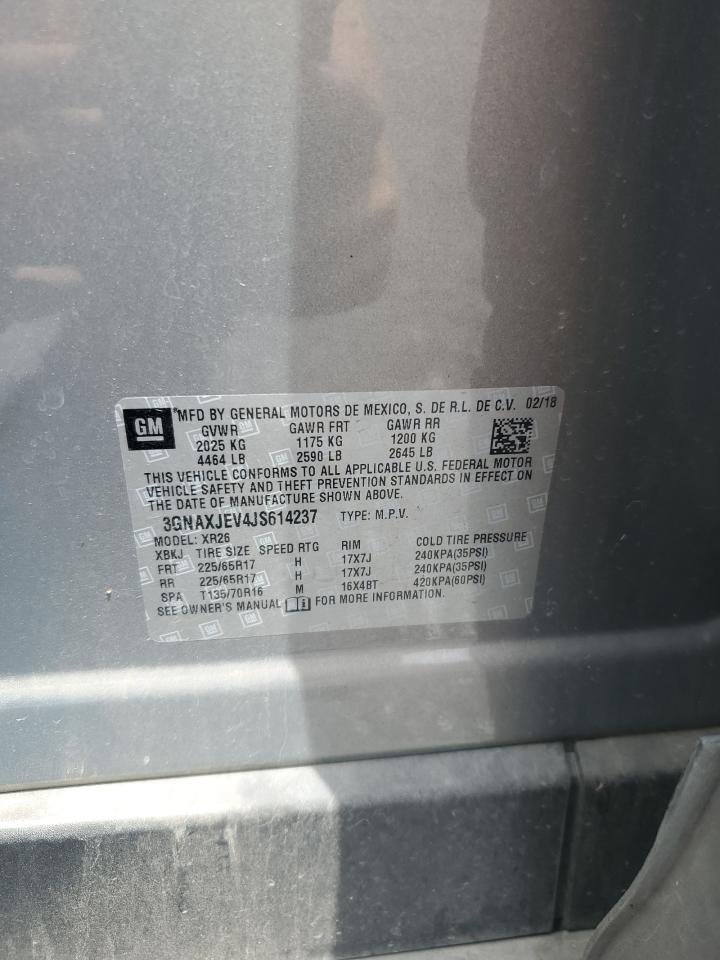 GM
*MFD BY GENERAL MOTORS DE MEXICO, S. DE R.L. DE C.V. 02/18
GVWR GAWR FRT GAWR RR
2025 KG 1175 KG 1200 KG
4464 LB 2590 LB 2645 LB
THIS VEHICLE CONFORMS TO ALL APPLICABLE U.S. FEDERAL MOTOR
VEHICLE SAFETY AND THEFT PREVENTION STANDARDS IN EFFECT ON
THE DATE OF MANUFACTURE SHOWN ABOVE.
3GNAXJEV4JS614237 TYPE: M.P.V.
MODEL: XR26
XBKJ TIRE SIZE SPEED RTG RIM COLD TIRE PRESSURE
FRT 225/65R17 H 17X7J 240KPA(35PSI)
RR 225/65R17 H 17X7J 240KPA(35PSI)
SPA T135/70R16 M 16X4BT 420KPA(60PSI)
SEE OWNER'S MANUAL FOR MORE INFORMATION.